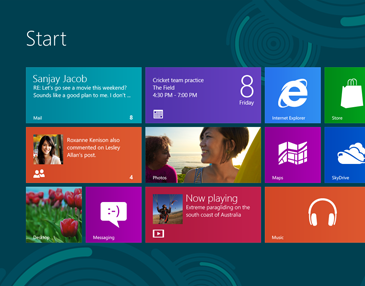 Start
Sanjay Jacob
RE: Let's go see a movie this weekend?
Sounds like a good plan to me. I don't ...
Mail
6
Cricket team practice
The Field
4:30 PM - 7:00 PM
8
Friday
Internet Explorer
Store
Roxanne Kenison also
commented on Lesley
Allan's post.
4
Photos
Maps
SkyDrive
Desktop
Messaging
Now playing
Extreme paragliding on the
south coast of Australia
Music